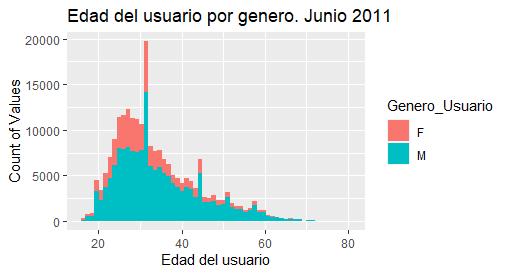 Edad del usuario por genero. Junio 2011
20000
15000
10000
5000
0
Count of Values
20
40
60
80
Edad del usuario
Genero_Usuario
F
M